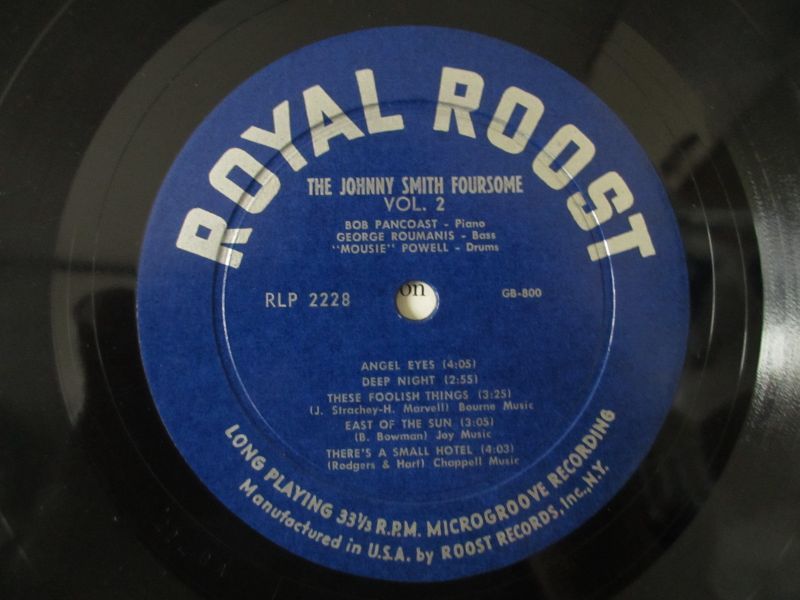 ROYAL ROOST
THE JOHNNY SMITH FOURSOME
VOL. 2
BOB PANCOAST - Piano
GEORGE ROUMANIS - Bass
"MOUSIE" POWELL - Drums
RLP 2228
on
GB-800
ANGEL EYES (4:05)
DEEP NIGHT (2:55)
THESE FOOLISH THINGS (3:25)
(J. Strachey-H. Marvell) Bourne Music
EAST OF THE SUN (3:05)
(B. Bowman) Joy Music
THERE'S A SMALL HOTEL (4:03)
(Rodgers & Hart) Chappell Music
LONG PLAYING 33⅓ R.P.M. MICROGROOVE RECORDING
Manufactured in U.S.A. by ROOST RECORDS, Inc., N.Y.